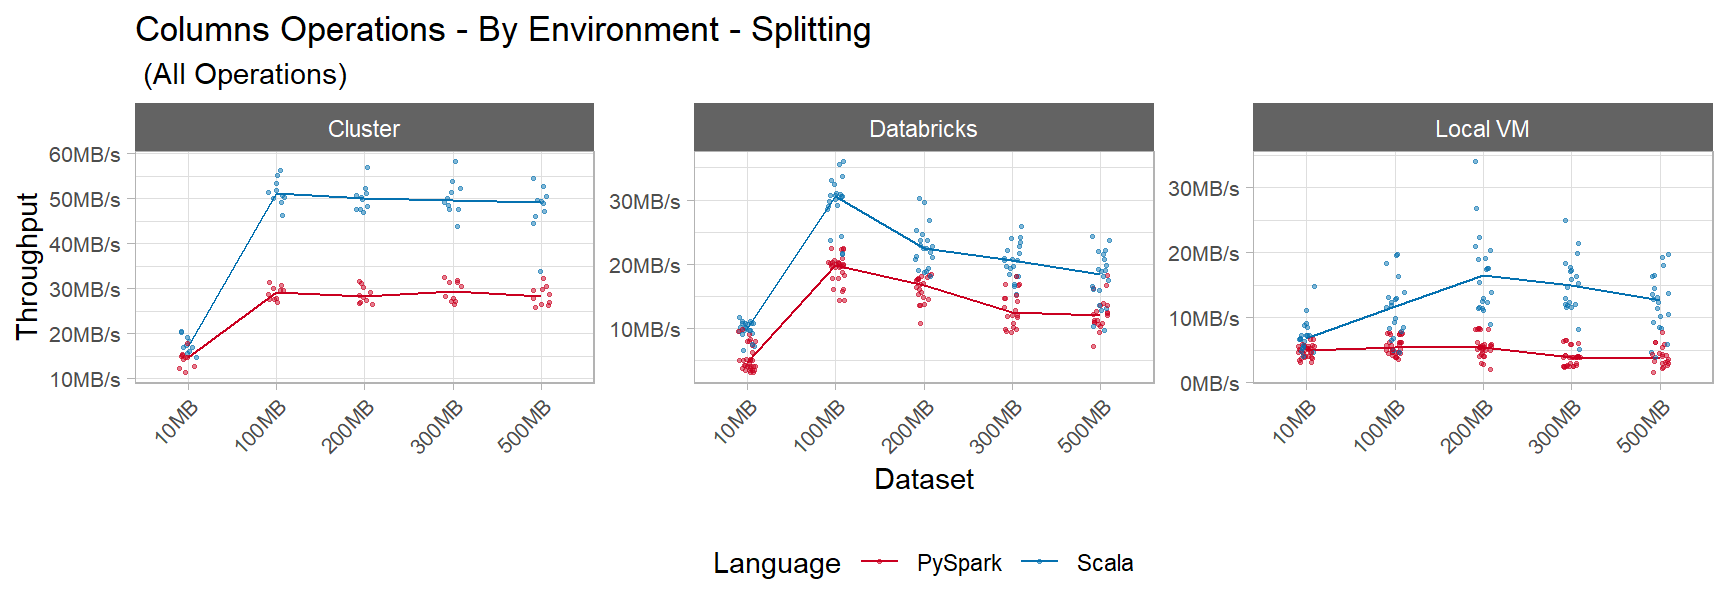 Columns Operations - By Environment - Splitting
(All Operations)
Cluster
Databricks
Local VM
Throughput
60MB/s
50MB/s
40MB/s
30MB/s
20MB/s
10MB/s
30MB/s
20MB/s
10MB/s
30MB/s
20MB/s
10MB/s
0MB/s
10MB
100MB
200MB
300MB
500MB
10MB
100MB
200MB
300MB
500MB
10MB
100MB
200MB
300MB
500MB
Dataset
Language PySpark Scala